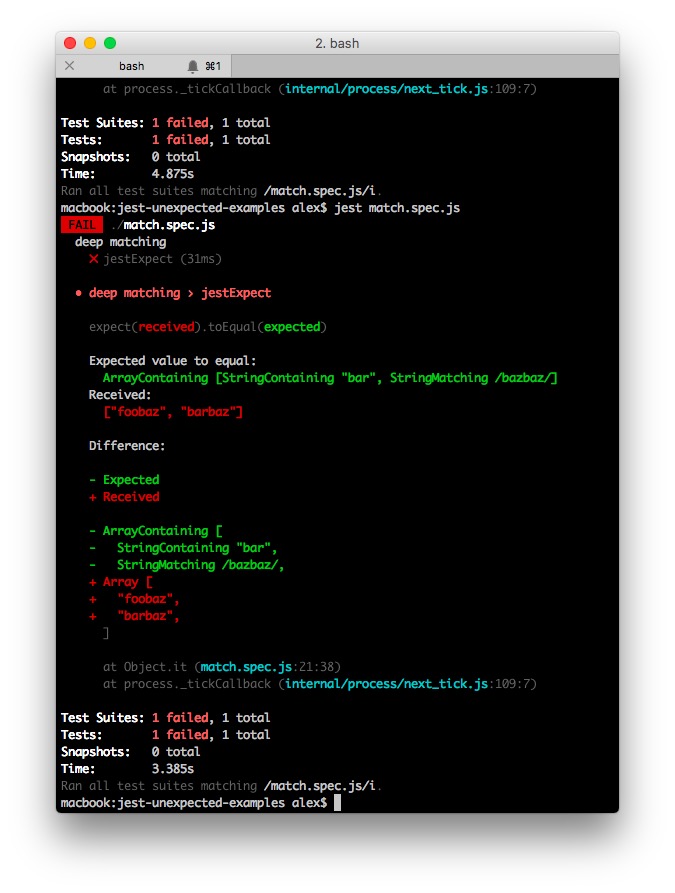 2. bash
bash ⌘1
at process._tickCallback (internal/process/next_tick.js:109:7)
Test Suites: 1 failed, 1 total
Tests: 1 failed, 1 total
Snapshots: 0 total
Time: 4.875s
Ran all test suites matching /match.spec.js/i.
macbook:jest-unexpected-examples alex$ jest match.spec.js
FAIL ./match.spec.js
deep matching
✕ jestExpect (31ms)
● deep matching › jestExpect
expect(received).toEqual(expected)
Expected value to equal:
ArrayContaining [StringContaining "bar", StringMatching /bazbaz/]
Received:
["foobaz", "barbaz"]
Difference:
- Expected
+ Received
- ArrayContaining [
-   StringContaining "bar",
-   StringMatching /bazbaz/,
+ Array [
+   "foobaz",
+   "barbaz",
]
at Object.it (match.spec.js:21:38)
at process._tickCallback (internal/process/next_tick.js:109:7)
Test Suites: 1 failed, 1 total
Tests: 1 failed, 1 total
Snapshots: 0 total
Time: 3.385s
Ran all test suites matching /match.spec.js/i.
macbook:jest-unexpected-examples alex$